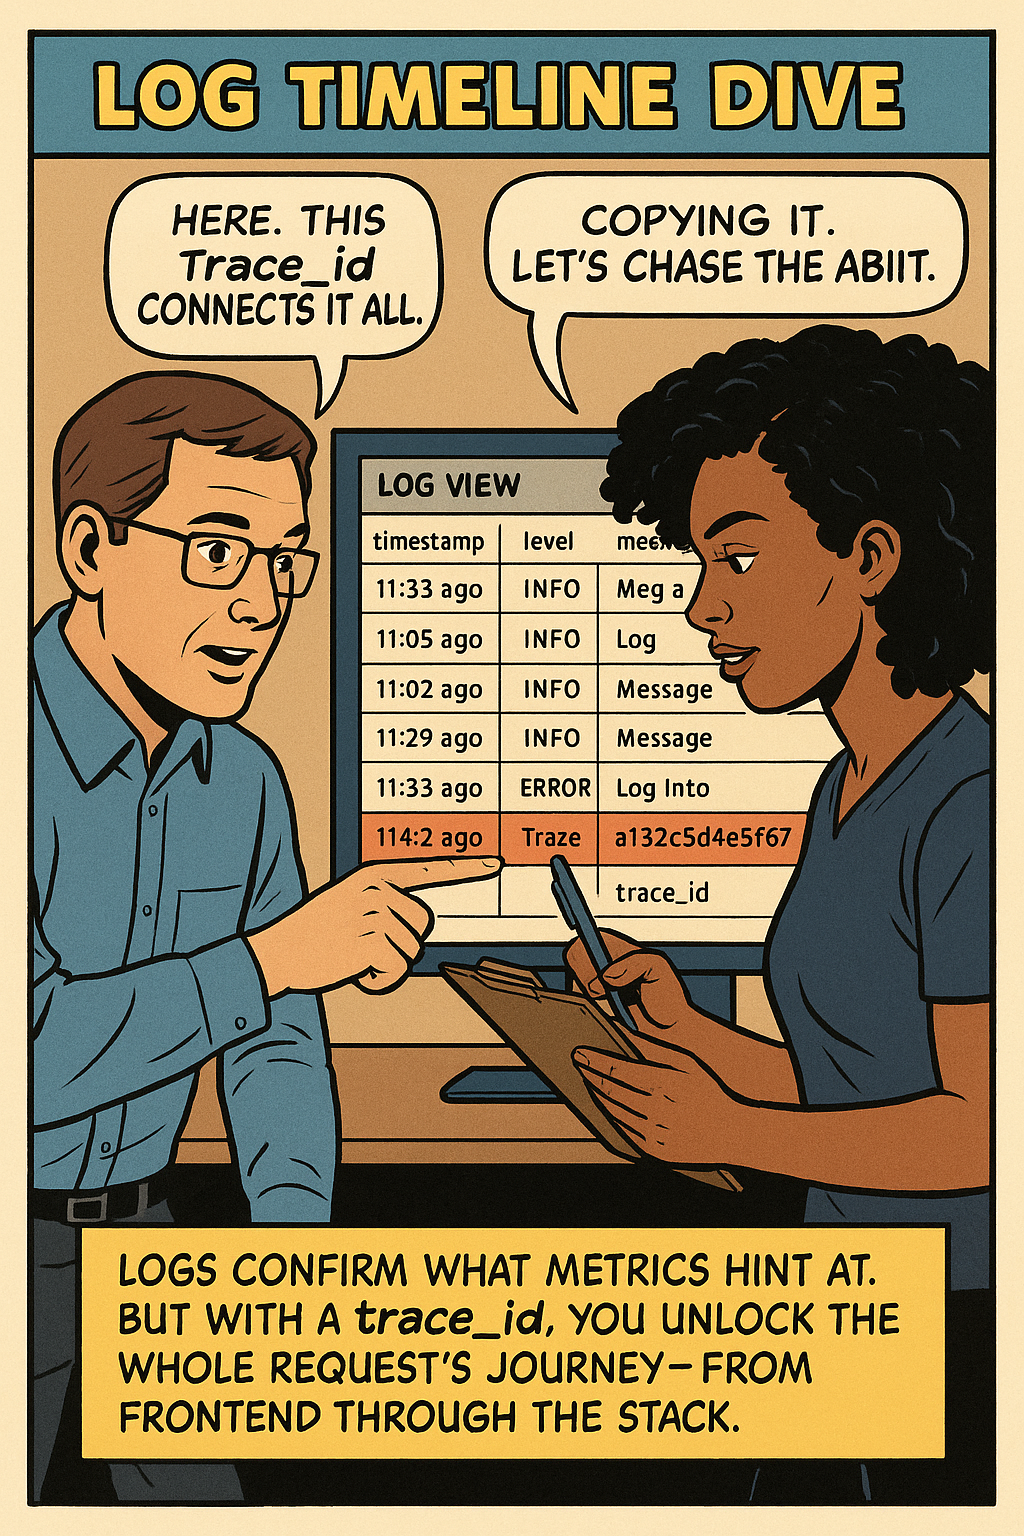 LOG TIMELINE DIVE
HERE. THIS
Trace_id
CONNECTS IT ALL.
COPYING IT.
LET'S CHASE THE ABIIT.
LOG VIEW
timestamp level
11:33 ago INFO Meg a
11:05 ago INFO Log
11:02 ago INFO Message
11:29 ago INFO Message
11:33 ago ERROR Log Into
114:2 ago Traze a132c5d4e5f67
trace_id
LOGS CONFIRM WHAT METRICS HINT AT.
BUT WITH A trace_id, YOU UNLOCK THE
WHOLE REQUEST'S JOURNEY—FROM
FRONTEND THROUGH THE STACK.